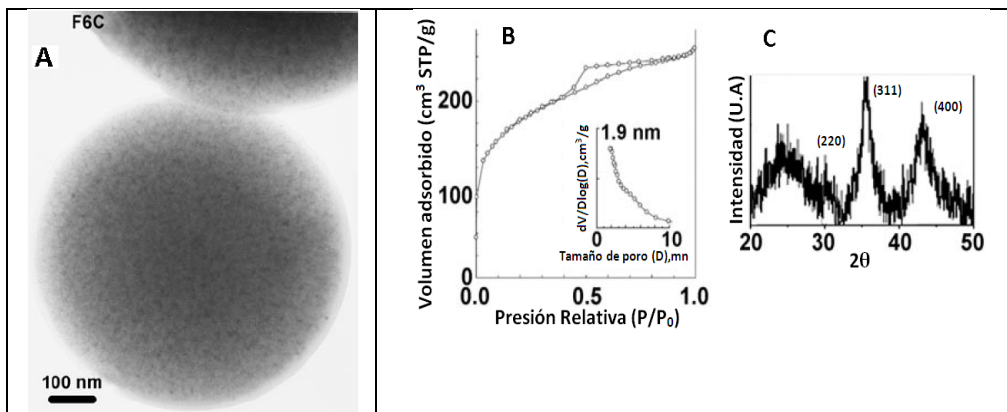 F6C
A
100 nm
B
Volumen adsorbido (cm³ STP/g)
200
100
0
0.0
0.5
1.0
Presión Relativa (P/P₀)
1.9 nm
dV/Dlog(D),cm³/g
0
10
Tamaño de poro (D),mn
C
Intensidad (U.A)
(220)
(311)
(400)
20
30
40
50
2θ